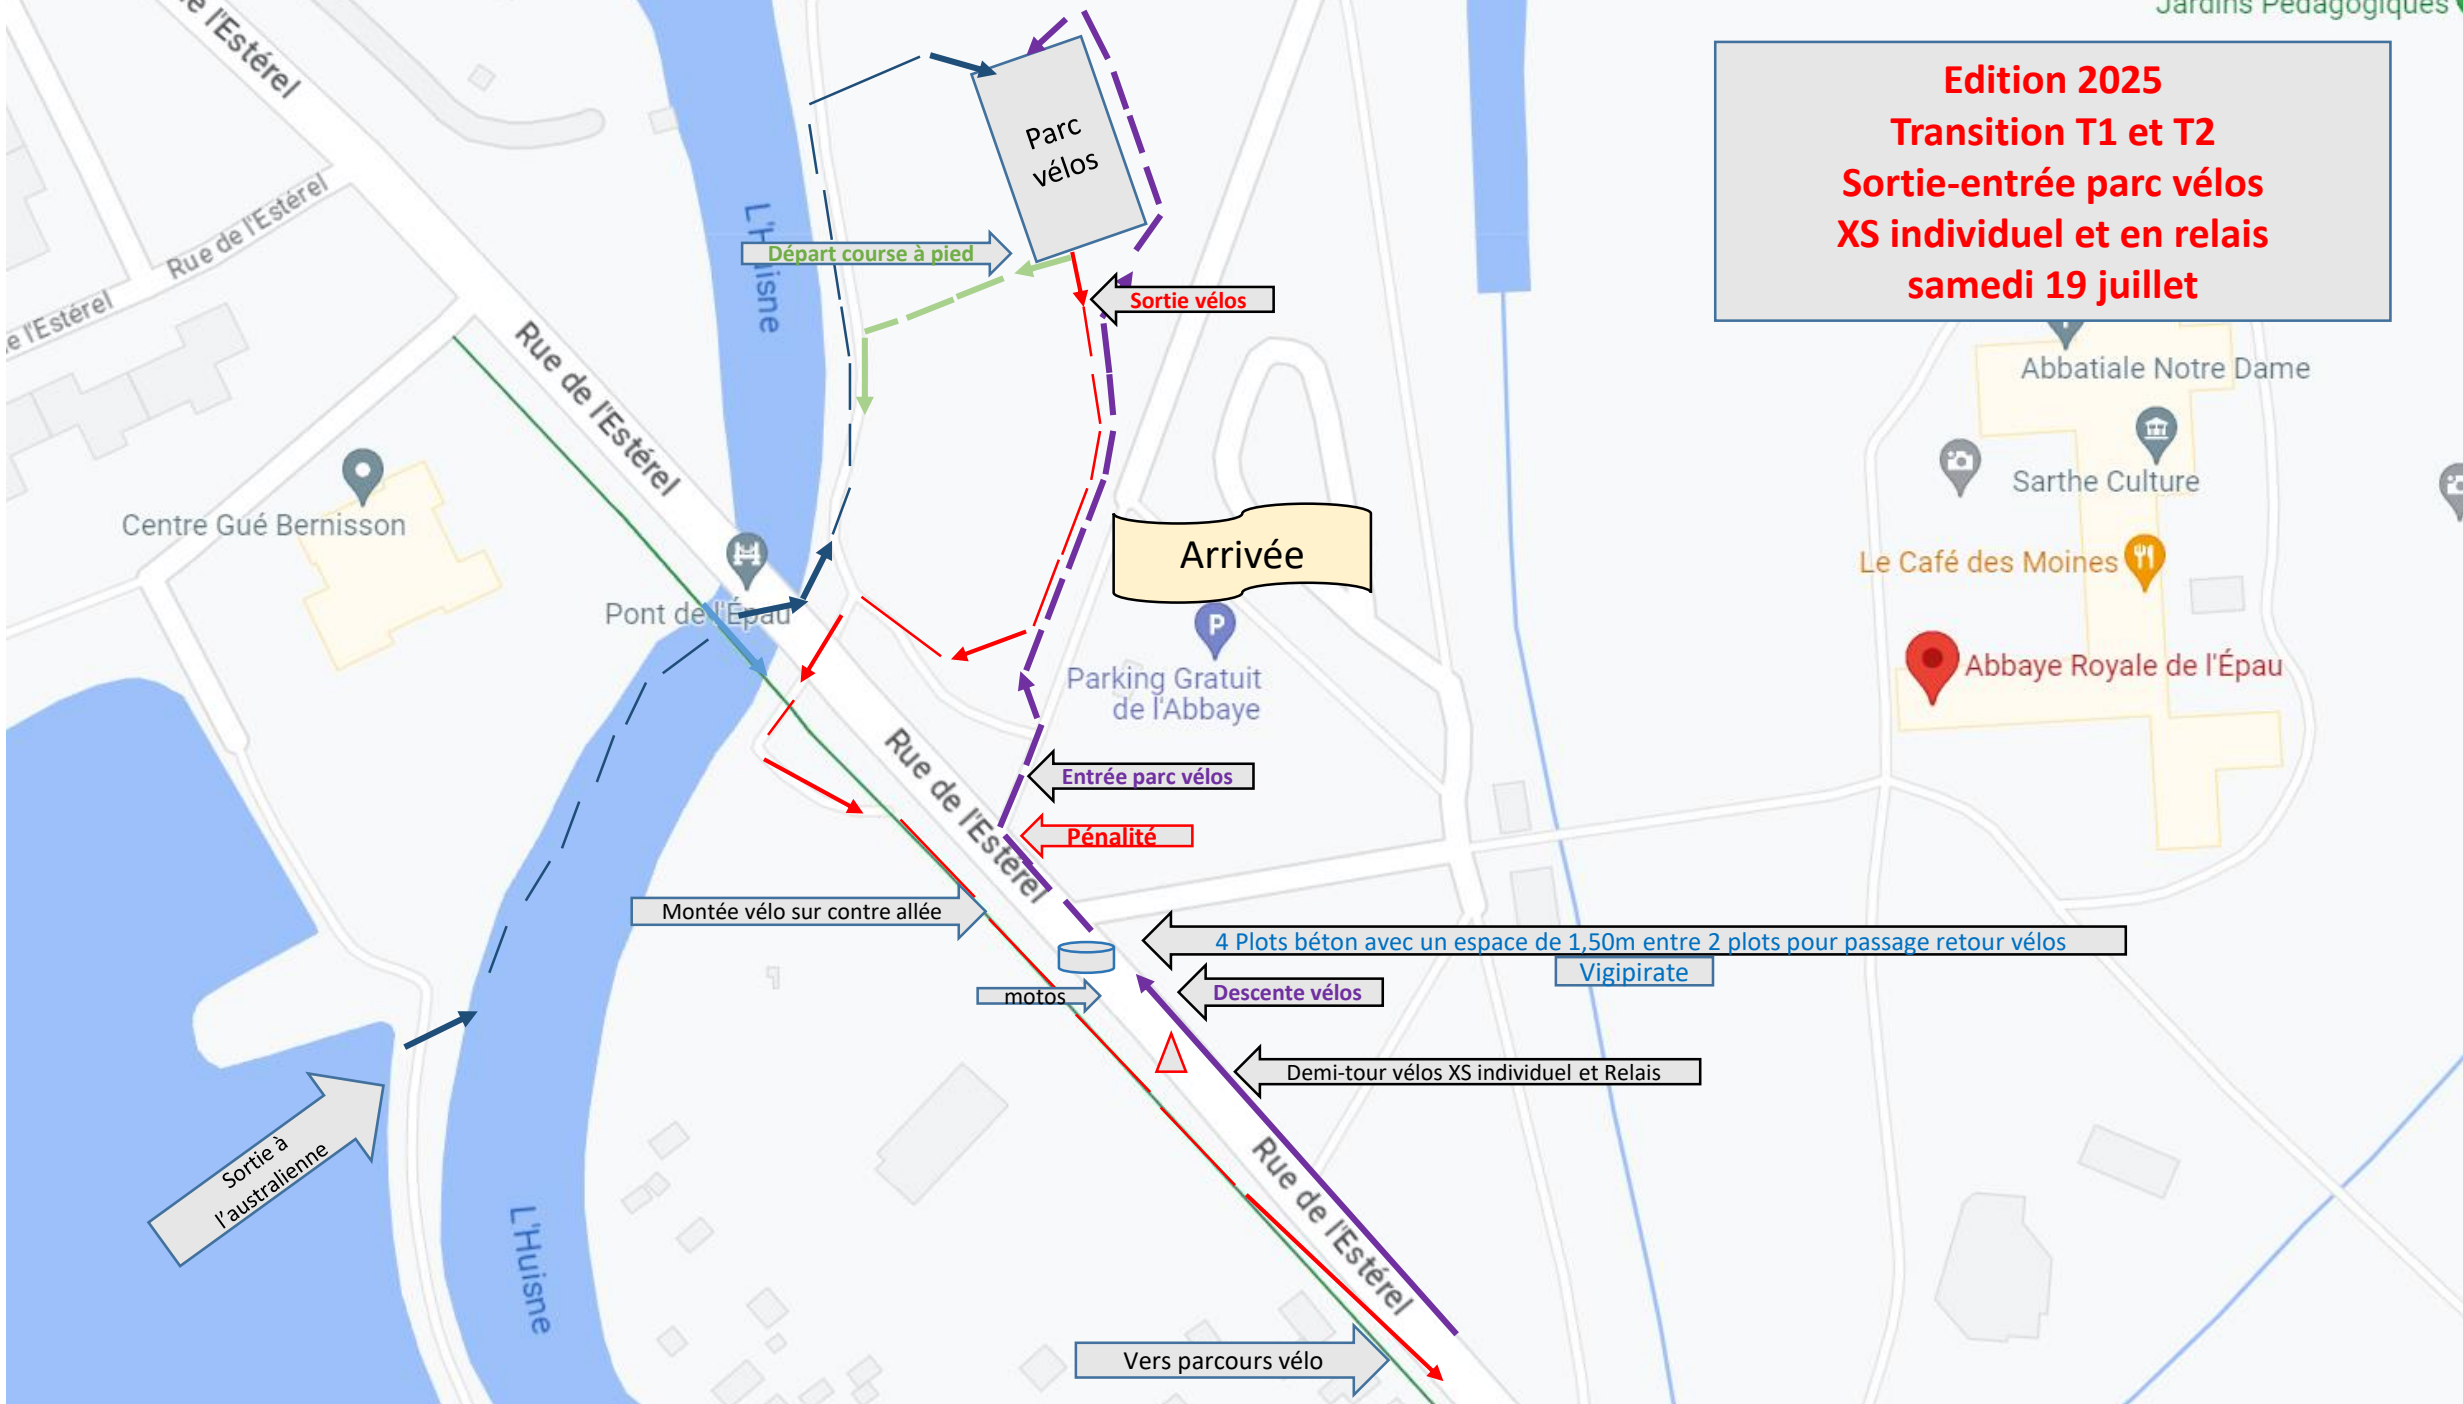 Jardins Pédagogiques
Edition 2025
Transition T1 et T2
Sortie-entrée parc vélos
XS individuel et en relais
samedi 19 juillet
e l'Estérel
Parc
vélos
Rue de l'Estérel
L'Huisne
Départ course à pied
Sortie vélos
e l'Estérel
Rue de l'Estérel
Abbatiale Notre Dame
Sarthe Culture
Centre Gué Bernisson
Arrivée
Le Café des Moines
Pont de l'Épau
P
Parking Gratuit
de l'Abbaye
Abbaye Royale de l'Épau
Rue de l'Estérel
Entrée parc vélos
Pénalité
Montée vélo sur contre allée
4 Plots béton avec un espace de 1,50m entre 2 plots pour passage retour vélos
Vigipirate
motos
Descente vélos
Demi-tour vélos XS individuel et Relais
Sortie à
l'australienne
Rue de l'Estérel
L'Huisne
Vers parcours vélo